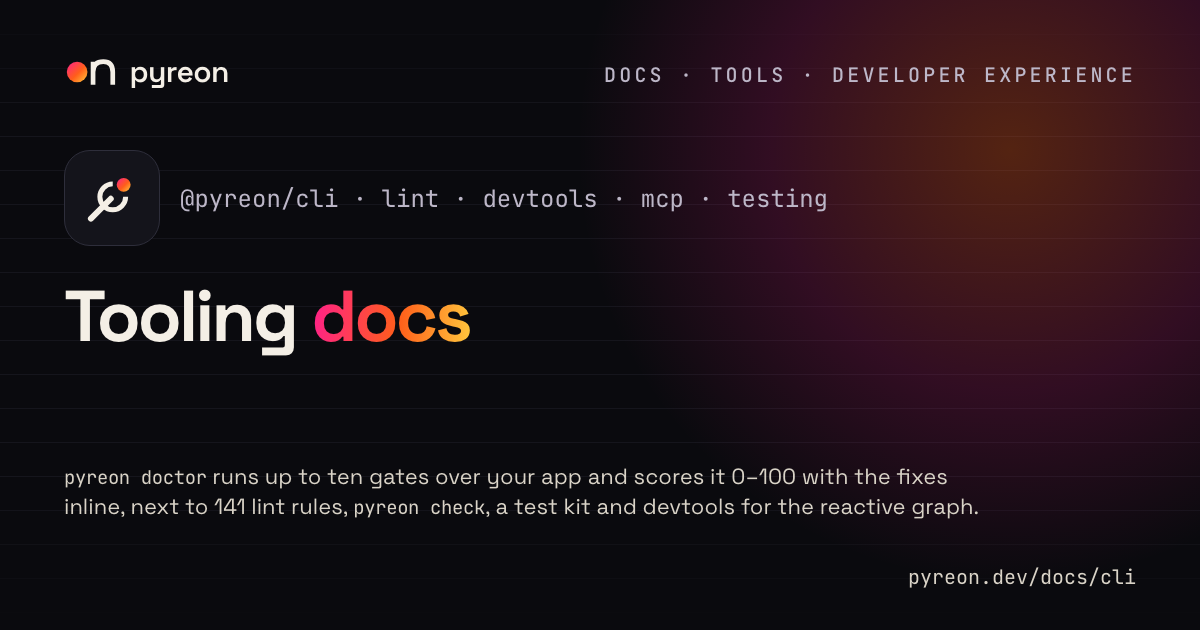 pyreon
DOCS · TOOLS · DEVELOPER EXPERIENCE
@pyreon/cli · lint · devtools · mcp · testing
Tooling docs
pyreon doctor runs up to ten gates over your app and scores it 0–100 with the fixes
inline, next to 141 lint rules, pyreon check, a test kit and devtools for the reactive graph.
pyreon.dev/docs/cli